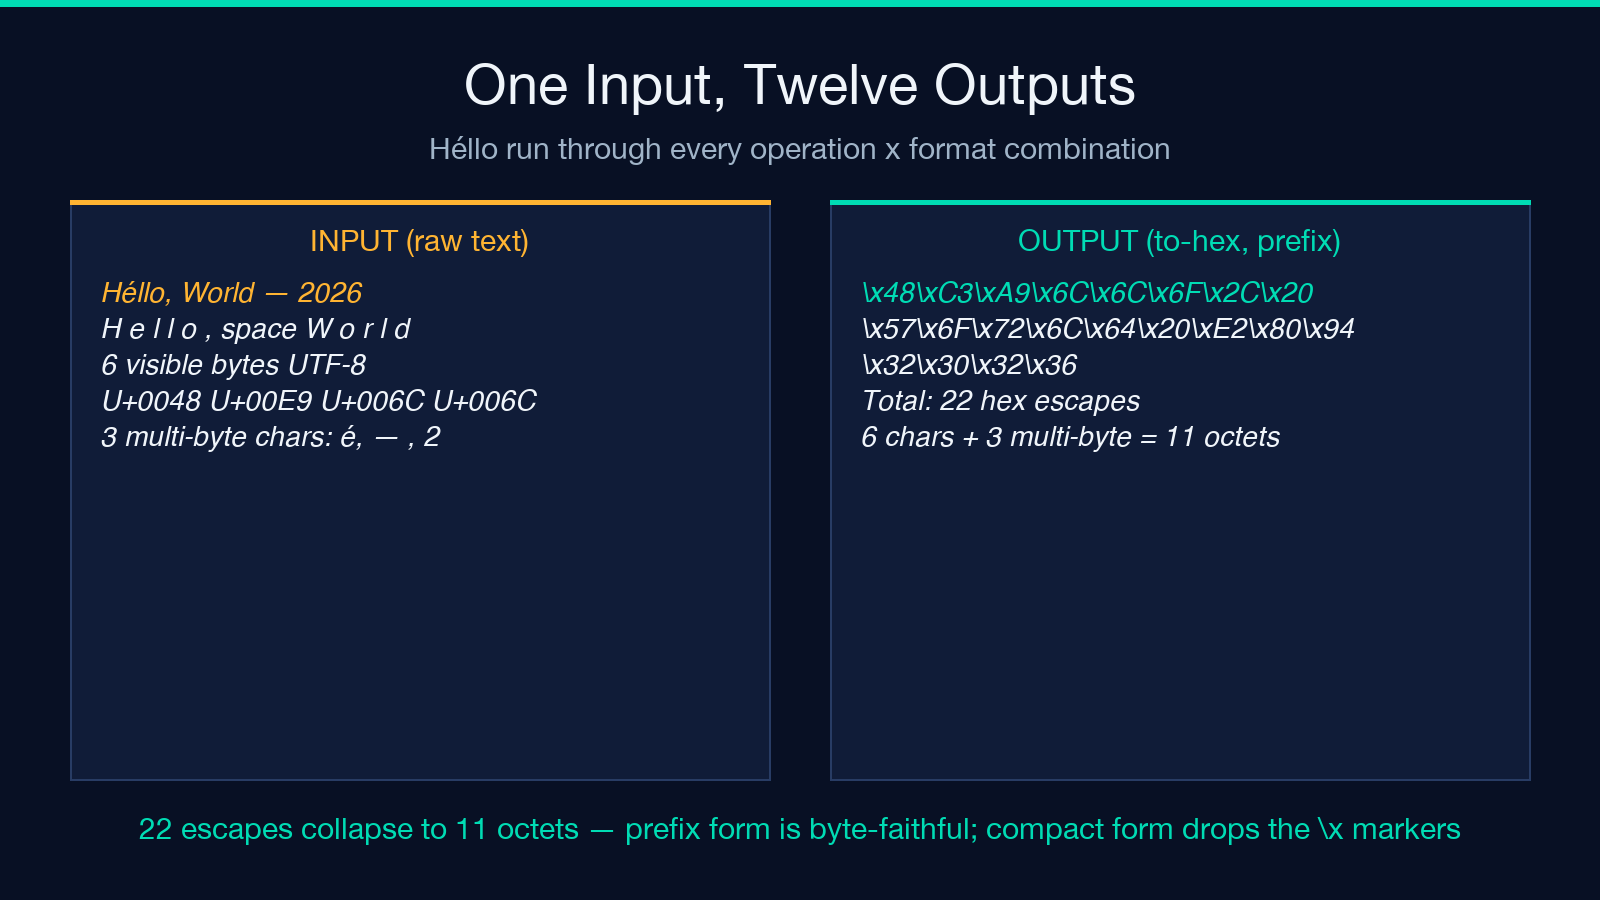 One Input, Twelve Outputs
Héllo run through every operation x format combination
INPUT (raw text)
Héllo, World — 2026
H e l l o , space W o r l d
6 visible bytes UTF-8
U+0048 U+00E9 U+006C U+006C
3 multi-byte chars: é, — , 2
OUTPUT (to-hex, prefix)
\x48\xC3\xA9\x6C\x6C\x6F\x2C\x20
\x57\x6F\x72\x6C\x64\x20\xE2\x80\x94
\x32\x30\x32\x36
Total: 22 hex escapes
6 chars + 3 multi-byte = 11 octets
22 escapes collapse to 11 octets — prefix form is byte-faithful; compact form drops the \x markers